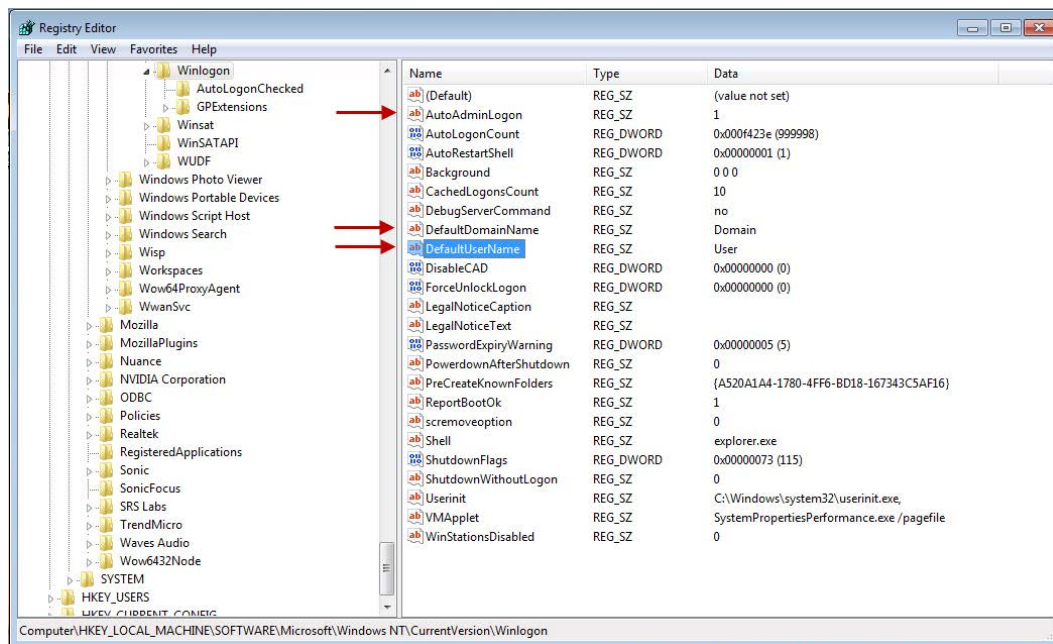 Registry Editor
File Edit View Favorites Help
Winlogon
AutoLogonChecked
GPExtensions
Winsat
WinSATAPI
WUDF
Windows Photo Viewer
Windows Portable Devices
Windows Script Host
Windows Search
Wisp
Workspaces
Wow64ProxyAgent
WwanSvc
Mozilla
MozillaPlugins
Nuance
NVIDIA Corporation
ODBC
Policies
Realtek
RegisteredApplications
Sonic
SonicFocus
SRS Labs
TrendMicro
Waves Audio
Wow6432Node
SYSTEM
HKEY_USERS
HKEY_CURRENT_CONFIG
Name Type Data
(Default) REG_SZ (value not set)
AutoAdminLogon REG_SZ 1
AutoLogonCount REG_DWORD 0x000f423e (999998)
AutoRestartShell REG_DWORD 0x00000001 (1)
Background REG_SZ 0 0 0
CachedLogonsCount REG_SZ 10
DebugServerCommand REG_SZ no
DefaultDomainName REG_SZ Domain
DefaultUserName REG_SZ User
DisableCAD REG_DWORD 0x00000000 (0)
ForceUnlockLogon REG_DWORD 0x00000000 (0)
LegalNoticeCaption REG_SZ
LegalNoticeText REG_SZ
PasswordExpiryWarning REG_DWORD 0x00000005 (5)
PowerdownAfterShutdown REG_SZ 0
PreCreateKnownFolders REG_SZ {A520A1A4-1780-4FF6-BD18-167343C5AF16}
ReportBootOk REG_SZ 1
scremoveoption REG_SZ 0
Shell REG_SZ explorer.exe
ShutdownFlags REG_DWORD 0x00000073 (115)
ShutdownWithoutLogon REG_SZ 0
Userinit REG_SZ C:\Windows\system32\userinit.exe,
VMApplet REG_SZ SystemPropertiesPerformance.exe /pagefile
WinStationsDisabled REG_SZ 0
Computer\HKEY_LOCAL_MACHINE\SOFTWARE\Microsoft\Windows NT\CurrentVersion\Winlogon